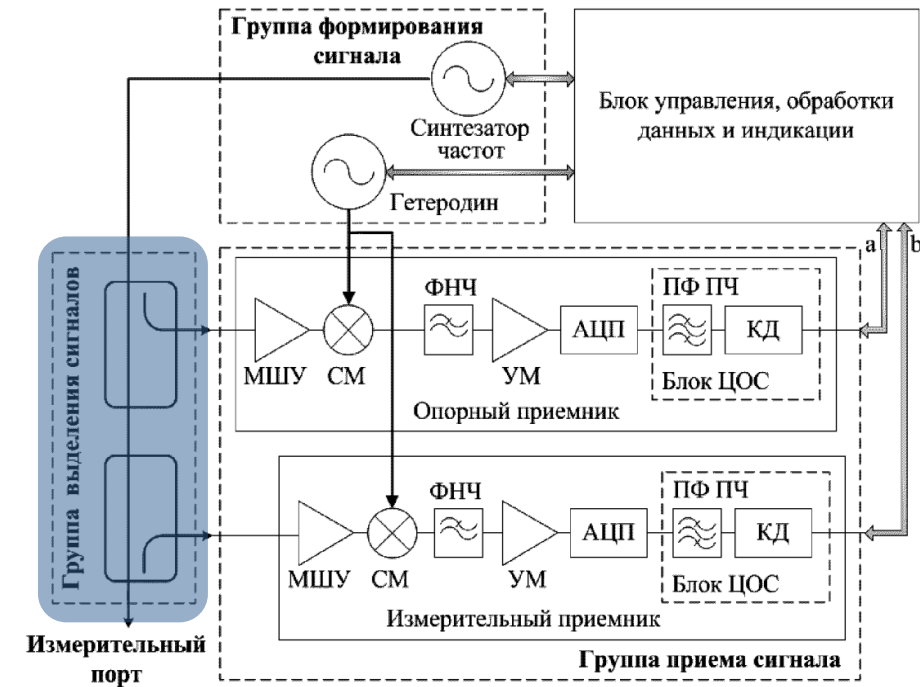 Группа формирования
сигнала
Синтезатор
частот
Гетеродин
Блок управления, обработки
данных и индикации
a
b
Группа выделения сигналов
МШУ
СМ
ФНЧ
УМ
АЦП
ПФ ПЧ
КД
Блок ЦОС
Опорный приемник
МШУ
СМ
ФНЧ
УМ
АЦП
ПФ ПЧ
КД
Блок ЦОС
Измерительный приемник
Группа приема сигнала
Измерительный
порт